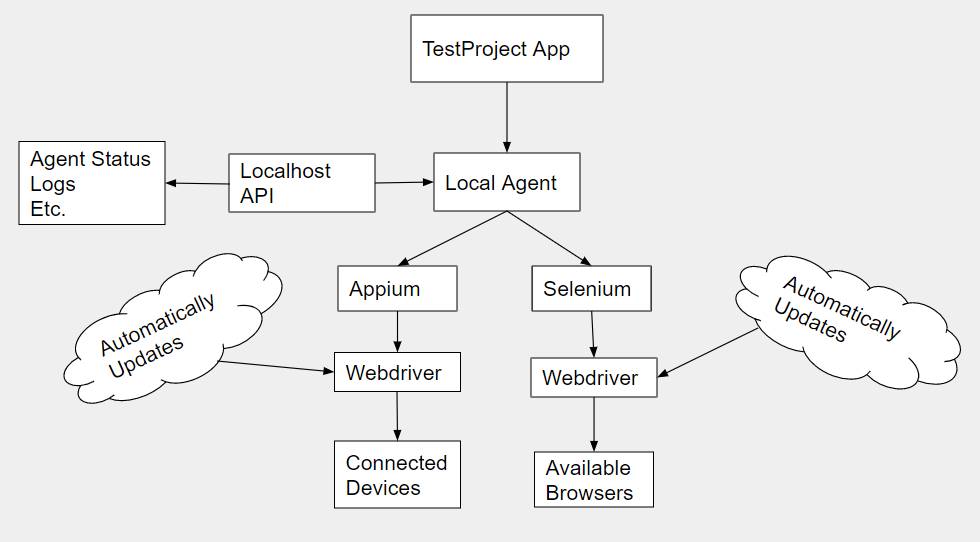 TestProject App
Agent Status
Logs
Etc.
Localhost
API
Local Agent
Appium
Selenium
Automatically
Updates
Automatically
Updates
Webdriver
Webdriver
Connected
Devices
Available
Browsers